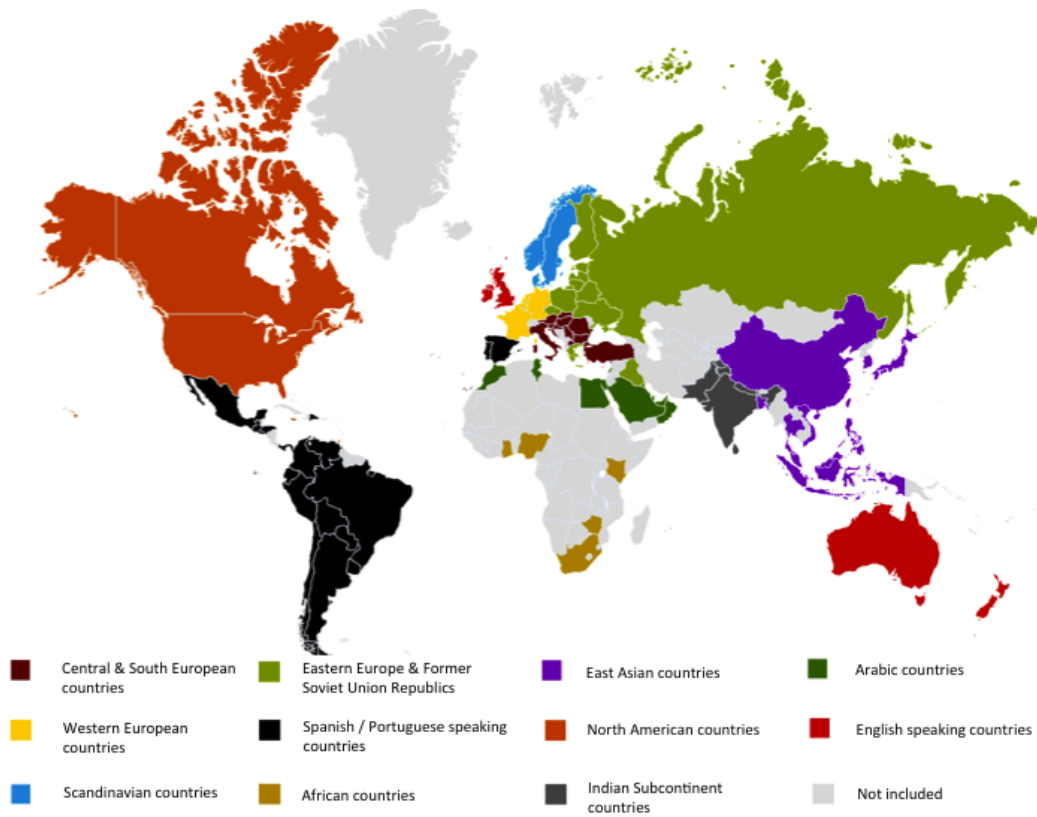 Central & South European
countries
Eastern Europe & Former
Soviet Union Republics
East Asian countries
Arabic countries
Western European
countries
Spanish / Portuguese speaking
countries
North American countries
English speaking countries
Scandinavian countries
African countries
Indian Subcontinent
countries
Not included